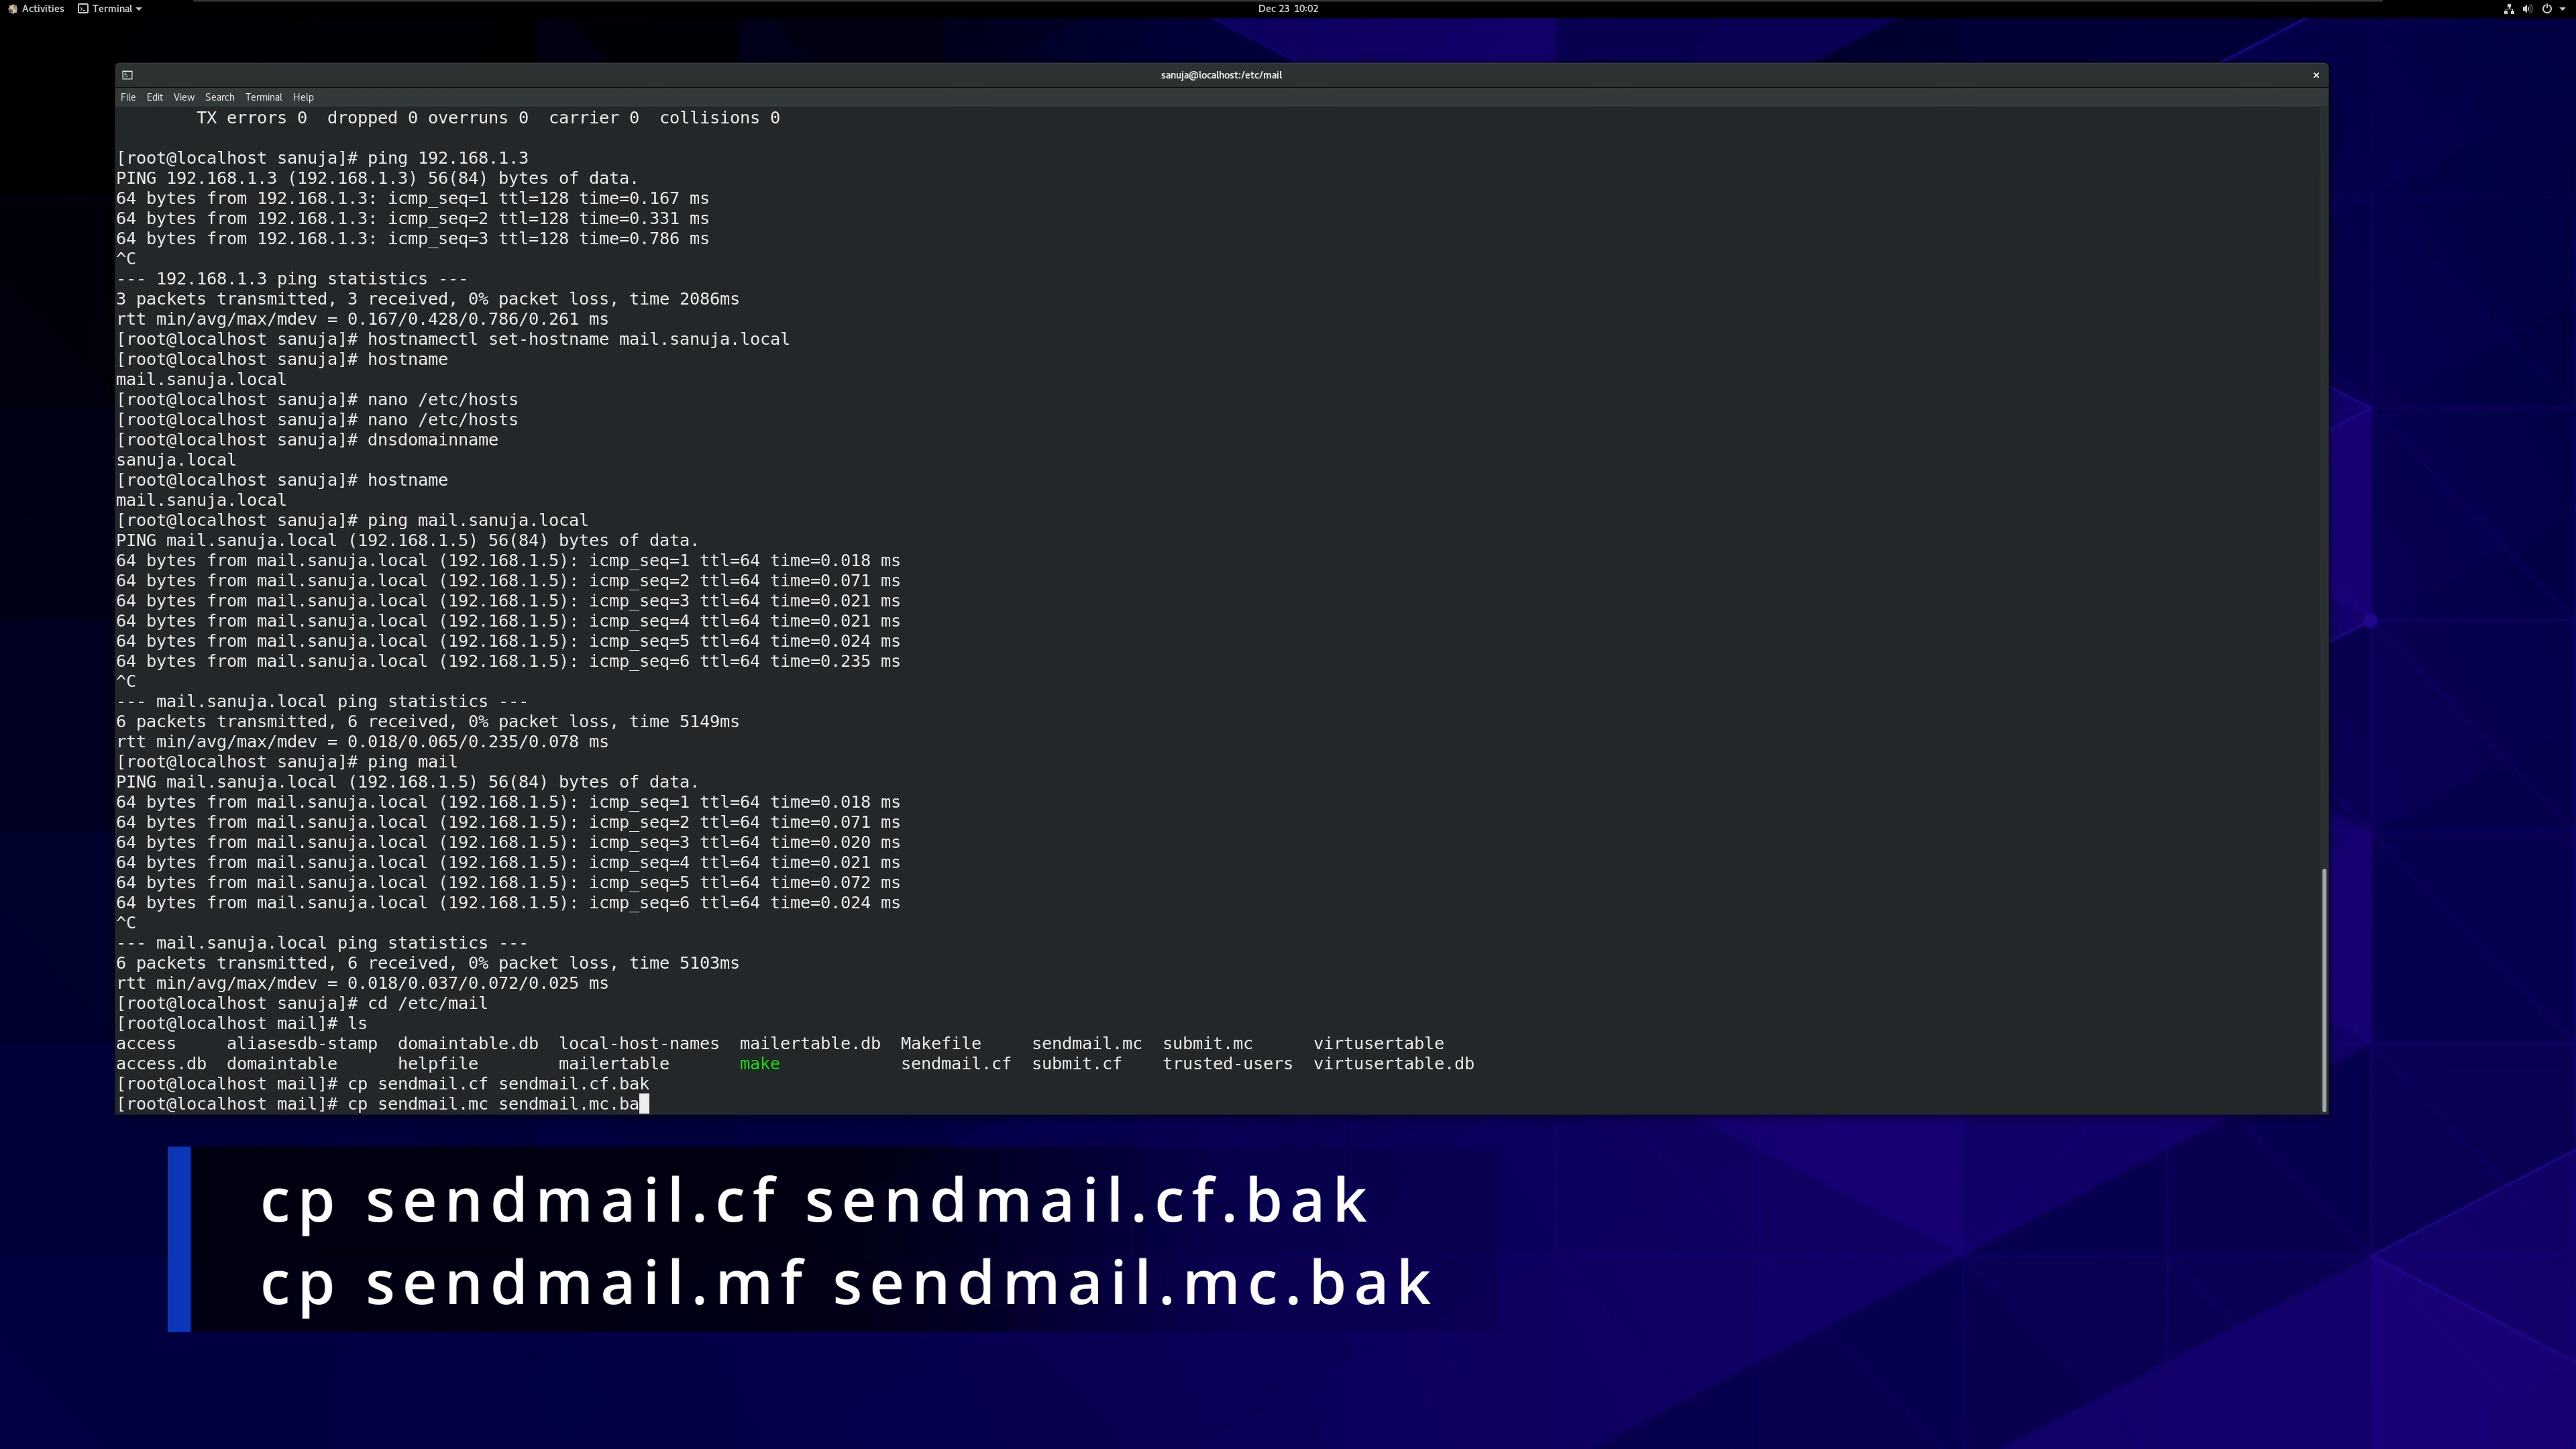 Activities Terminal Dec 23 10:02
sanuja@localhost:/etc/mail
File Edit View Search Terminal Help
TX errors 0  dropped 0 overruns 0  carrier 0  collisions 0
[root@localhost sanuja]# ping 192.168.1.3
PING 192.168.1.3 (192.168.1.3) 56(84) bytes of data.
64 bytes from 192.168.1.3: icmp_seq=1 ttl=128 time=0.167 ms
64 bytes from 192.168.1.3: icmp_seq=2 ttl=128 time=0.331 ms
64 bytes from 192.168.1.3: icmp_seq=3 ttl=128 time=0.786 ms
^C
--- 192.168.1.3 ping statistics ---
3 packets transmitted, 3 received, 0% packet loss, time 2086ms
rtt min/avg/max/mdev = 0.167/0.428/0.786/0.261 ms
[root@localhost sanuja]# hostnamectl set-hostname mail.sanuja.local
[root@localhost sanuja]# hostname
mail.sanuja.local
[root@localhost sanuja]# nano /etc/hosts
[root@localhost sanuja]# nano /etc/hosts
[root@localhost sanuja]# dnsdomainname
sanuja.local
[root@localhost sanuja]# hostname
mail.sanuja.local
[root@localhost sanuja]# ping mail.sanuja.local
PING mail.sanuja.local (192.168.1.5) 56(84) bytes of data.
64 bytes from mail.sanuja.local (192.168.1.5): icmp_seq=1 ttl=64 time=0.018 ms
64 bytes from mail.sanuja.local (192.168.1.5): icmp_seq=2 ttl=64 time=0.071 ms
64 bytes from mail.sanuja.local (192.168.1.5): icmp_seq=3 ttl=64 time=0.021 ms
64 bytes from mail.sanuja.local (192.168.1.5): icmp_seq=4 ttl=64 time=0.021 ms
64 bytes from mail.sanuja.local (192.168.1.5): icmp_seq=5 ttl=64 time=0.024 ms
64 bytes from mail.sanuja.local (192.168.1.5): icmp_seq=6 ttl=64 time=0.235 ms
^C
--- mail.sanuja.local ping statistics ---
6 packets transmitted, 6 received, 0% packet loss, time 5149ms
rtt min/avg/max/mdev = 0.018/0.065/0.235/0.078 ms
[root@localhost sanuja]# ping mail
PING mail.sanuja.local (192.168.1.5) 56(84) bytes of data.
64 bytes from mail.sanuja.local (192.168.1.5): icmp_seq=1 ttl=64 time=0.018 ms
64 bytes from mail.sanuja.local (192.168.1.5): icmp_seq=2 ttl=64 time=0.071 ms
64 bytes from mail.sanuja.local (192.168.1.5): icmp_seq=3 ttl=64 time=0.020 ms
64 bytes from mail.sanuja.local (192.168.1.5): icmp_seq=4 ttl=64 time=0.021 ms
64 bytes from mail.sanuja.local (192.168.1.5): icmp_seq=5 ttl=64 time=0.072 ms
64 bytes from mail.sanuja.local (192.168.1.5): icmp_seq=6 ttl=64 time=0.024 ms
^C
--- mail.sanuja.local ping statistics ---
6 packets transmitted, 6 received, 0% packet loss, time 5103ms
rtt min/avg/max/mdev = 0.018/0.037/0.072/0.025 ms
[root@localhost sanuja]# cd /etc/mail
[root@localhost mail]# ls
access     aliasesdb-stamp  domaintable.db  local-host-names  mailertable.db  Makefile     sendmail.mc  submit.mc      virtusertable
access.db  domaintable      helpfile        mailertable       make            sendmail.cf  submit.cf    trusted-users  virtusertable.db
[root@localhost mail]# cp sendmail.cf sendmail.cf.bak
[root@localhost mail]# cp sendmail.mc sendmail.mc.ba
cp sendmail.cf sendmail.cf.bak
cp sendmail.mf sendmail.mc.bak